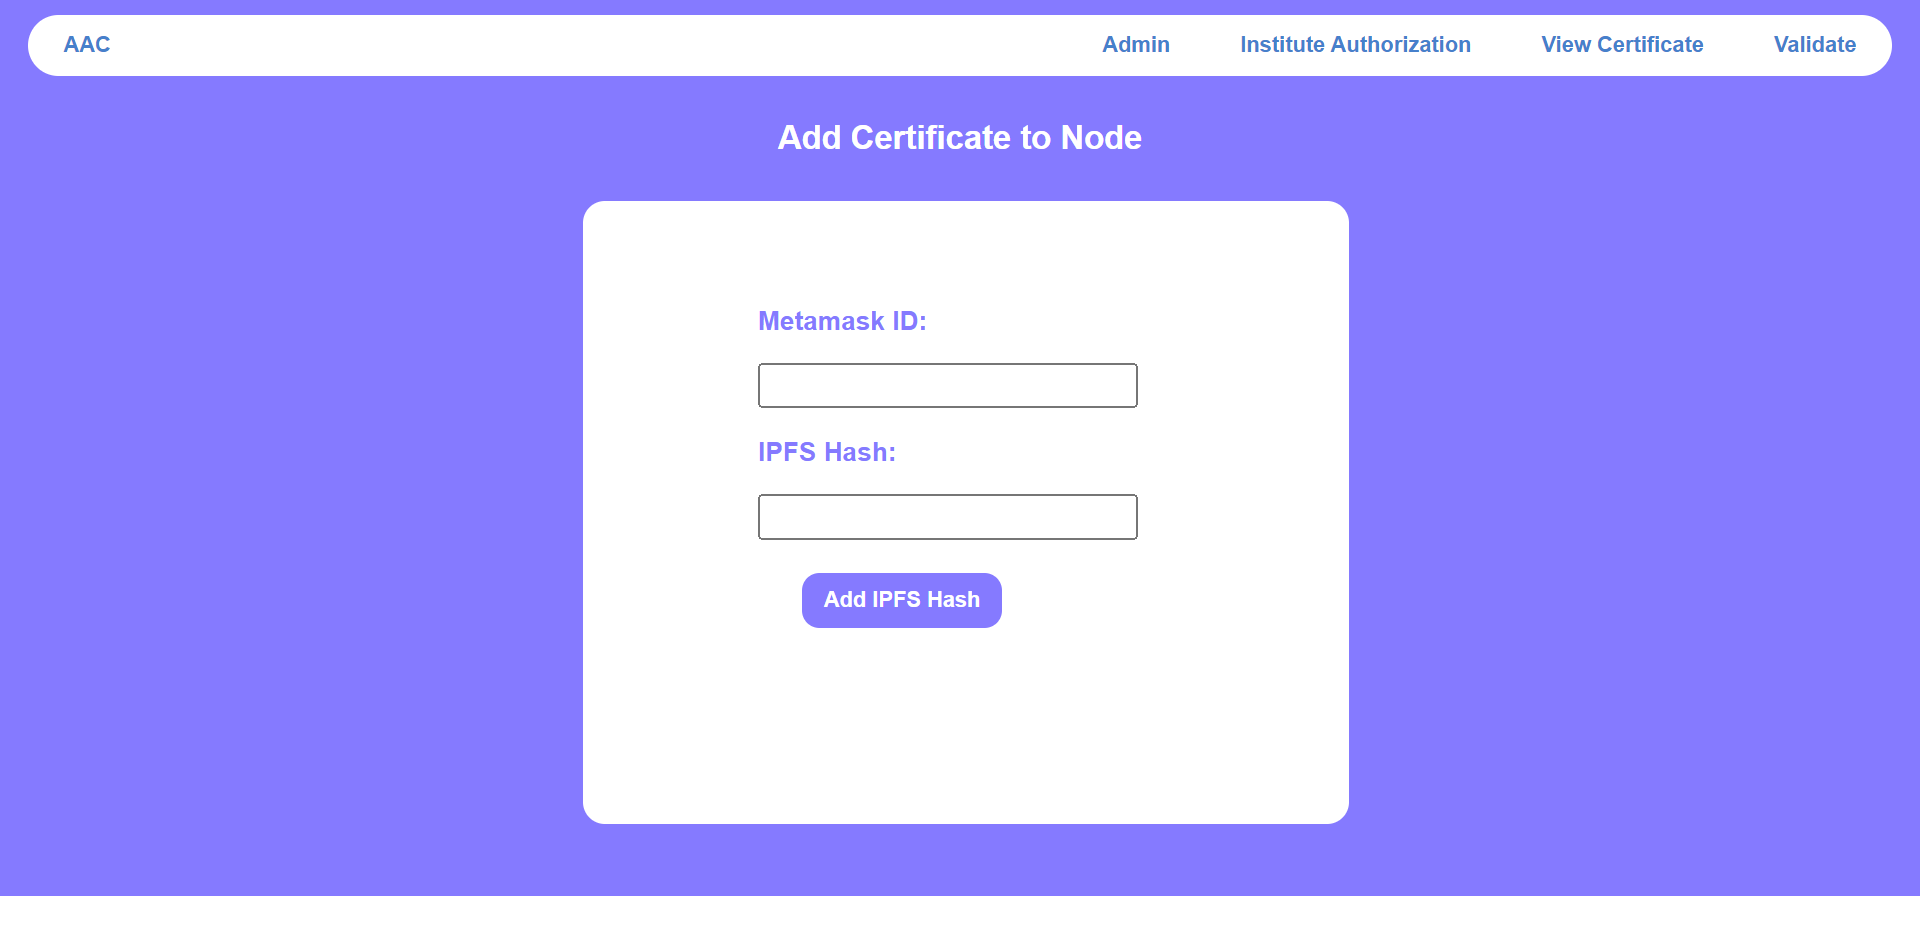 AAC Admin Institute Authorization View Certificate Validate
Add Certificate to Node
Metamask ID:
IPFS Hash:
Add IPFS Hash